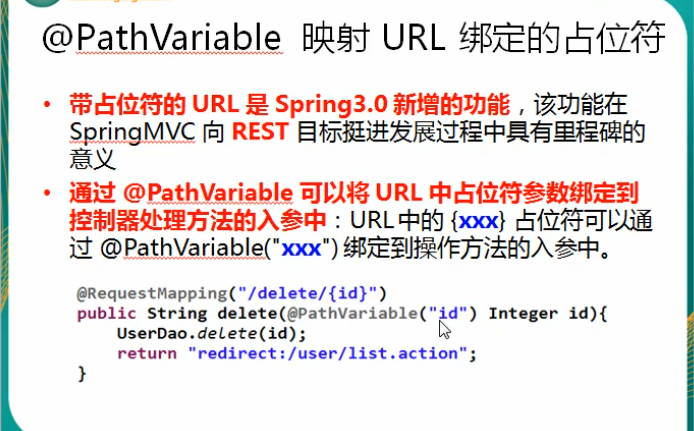 @PathVariable 映射 URL 绑定的占位符
• 带占位符的 URL 是 Spring3.0 新增的功能，该功能在
SpringMVC 向 REST 目标挺进发展过程中具有里程碑的
意义
• 通过 @PathVariable 可以将 URL 中占位符参数绑定到
控制器处理方法的入参中：URL 中的 {xxx} 占位符可以通
过 @PathVariable("xxx") 绑定到操作方法的入参中。
@RequestMapping("/delete/{id}")
public String delete(@PathVariable("id") Integer id){
UserDao.delete(id);
return "redirect:/user/list.action";
}